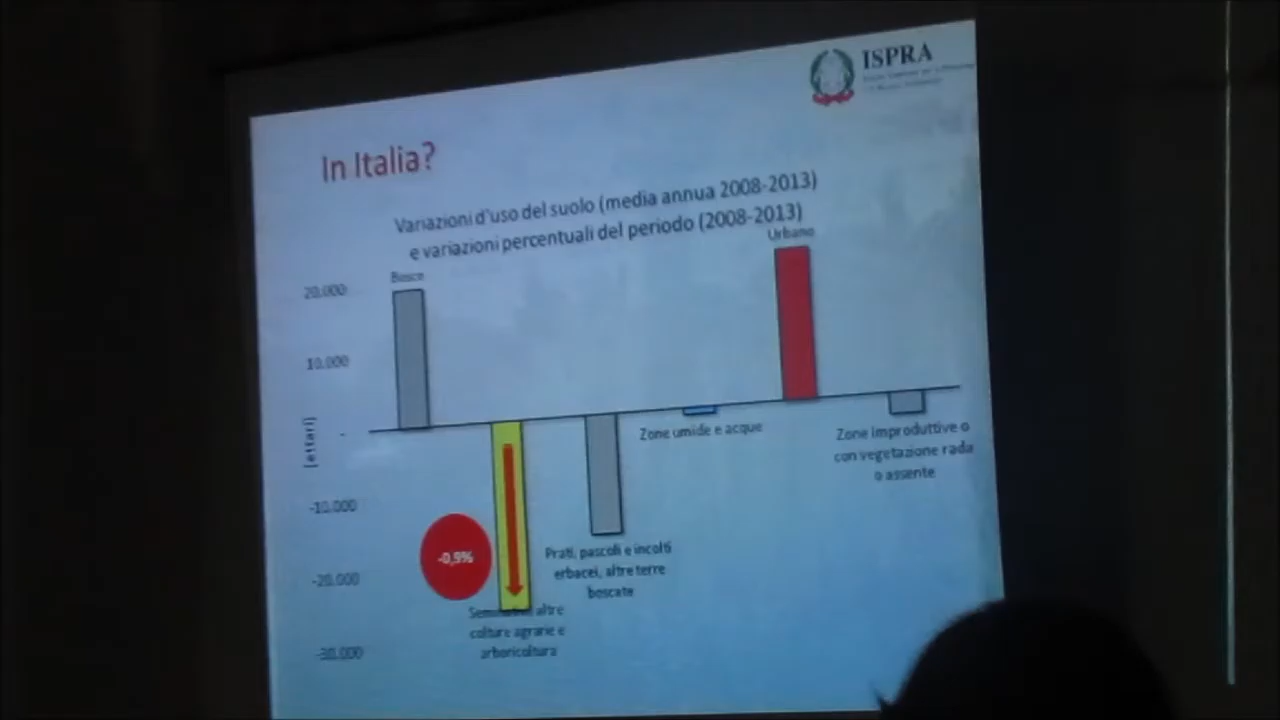 ISPRA
In Italia?
Variazioni d'uso del suolo (media annua 2008-2013)
e variazioni percentuali del periodo (2008-2013)
Urbano
Bosco
20.000
10.000
[ettari]
-
Zone umide e acque
Zone improduttive o
con vegetazione rada
o assente
-10.000
-0,9%
Prati, pascoli e incolti
erbacei, altre terre
boscate
-20.000
altre
colture agrarie e
arboricoltura
-30.000